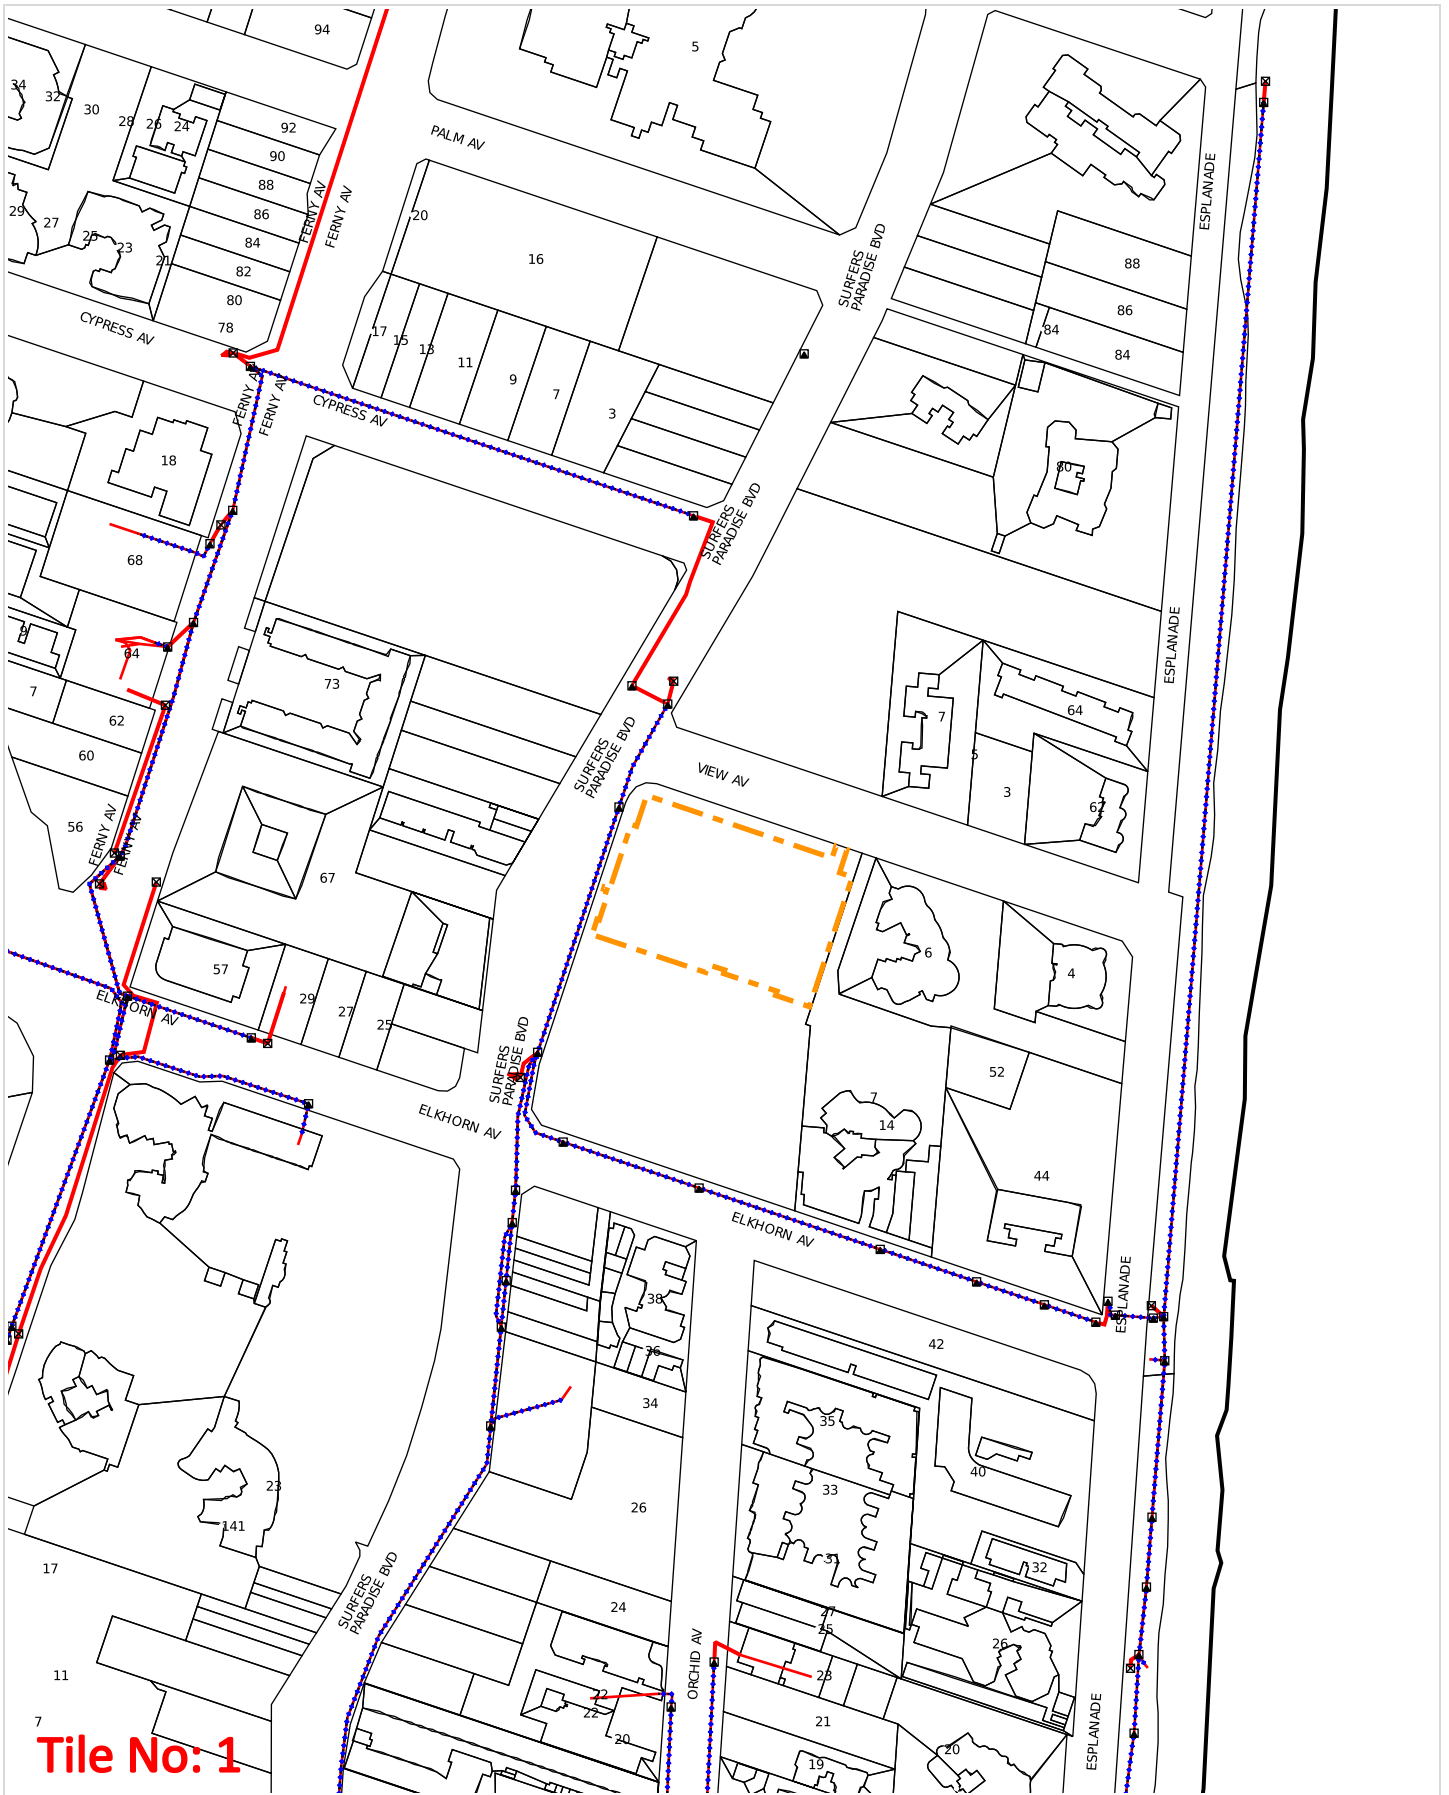 94
5
34
32
30
28
26
24
92
90
88
86
84
82
80
78
29
27
25
23
21
FERNY AV
FERNY AV
PALM AV
20
16
SURFERS
PARADISE BVD
ESPLANADE
88
86
84
84
CYPRESS AV
17
15
13
11
9
7
3
FERNY AV
FERNY AV
CYPRESS AV
18
80
SURFERS
PARADISE BVD
68
9
64
7
62
60
56
73
ESPLANADE
7
64
5
3
62
SURFERS
PARADISE BVD
VIEW AV
FERNY AV
FERNY AV
67
57
29
27
25
6
4
ELKHORN AV
SURFERS
PARADISE BVD
52
7
14
44
ELKHORN AV
ELKHORN AV
ESPLANADE
38
36
34
42
35
33
31
40
23
141
26
32
17
SURFERS
PARADISE BVD
24
27
25
26
ORCHID AV
23
11
22
22
21
7
20
20
19
ESPLANADE
Tile No: 1